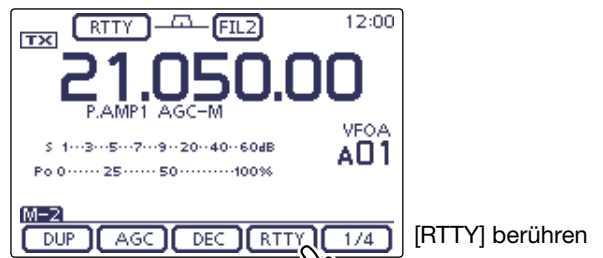 RTTY FIL2 12:00
TX
21.050.00
P.AMP1 AGC-M
VFOA
S 1···3··5··7··9··20··40··60dB
A01
Po 0······25······50··········100%
M-2
DUP AGC DEC RTTY 1/4 [RTTY] berühren